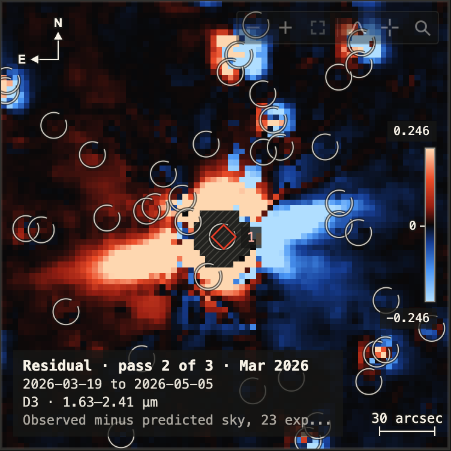 N
E
0.246
0
1
−0.246
Residual · pass 2 of 3 · Mar 2026
2026-03-19 to 2026-05-05
D3 · 1.63–2.41 µm
Observed minus predicted sky, 23 exp...
30 arcsec